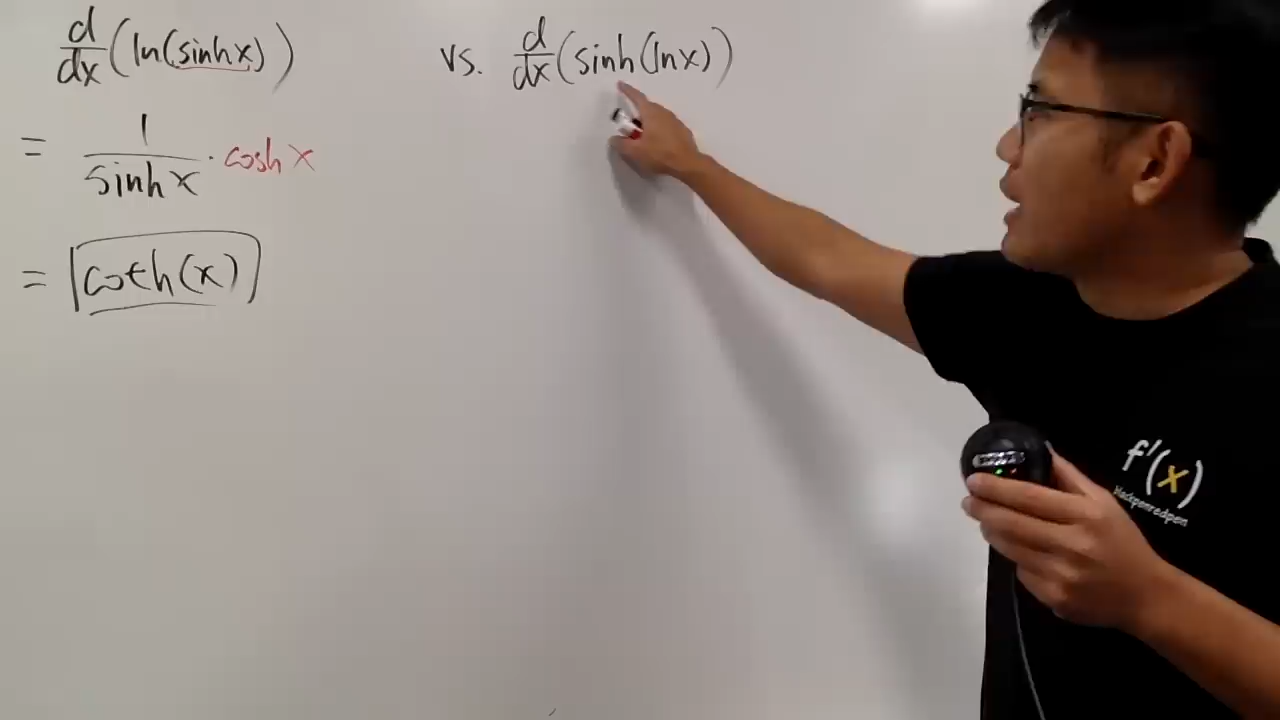 d/dx (ln(sinhx)) vs. d/dx (sinh(lnx))
= 1/sinhx · coshx
= coth(x)
f'(x)
blackpenredpen